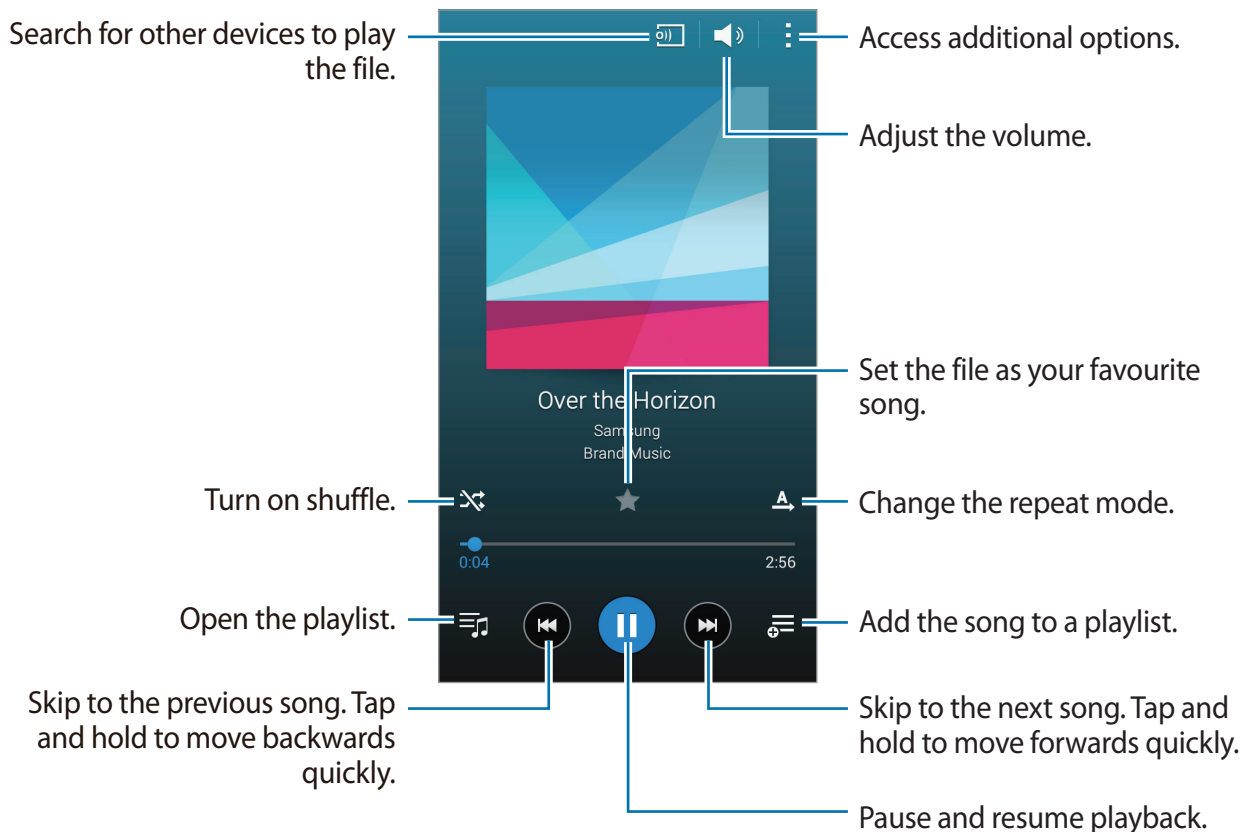 Search for other devices to play
the file.
Access additional options.
Adjust the volume.
Set the file as your favourite
song.
Over the Horizon
Samsung
Brand Music
Turn on shuffle.
A
Change the repeat mode.
0:04
2:56
Open the playlist.
Add the song to a playlist.
Skip to the previous song. Tap
and hold to move backwards
quickly.
Skip to the next song. Tap and
hold to move forwards quickly.
Pause and resume playback.